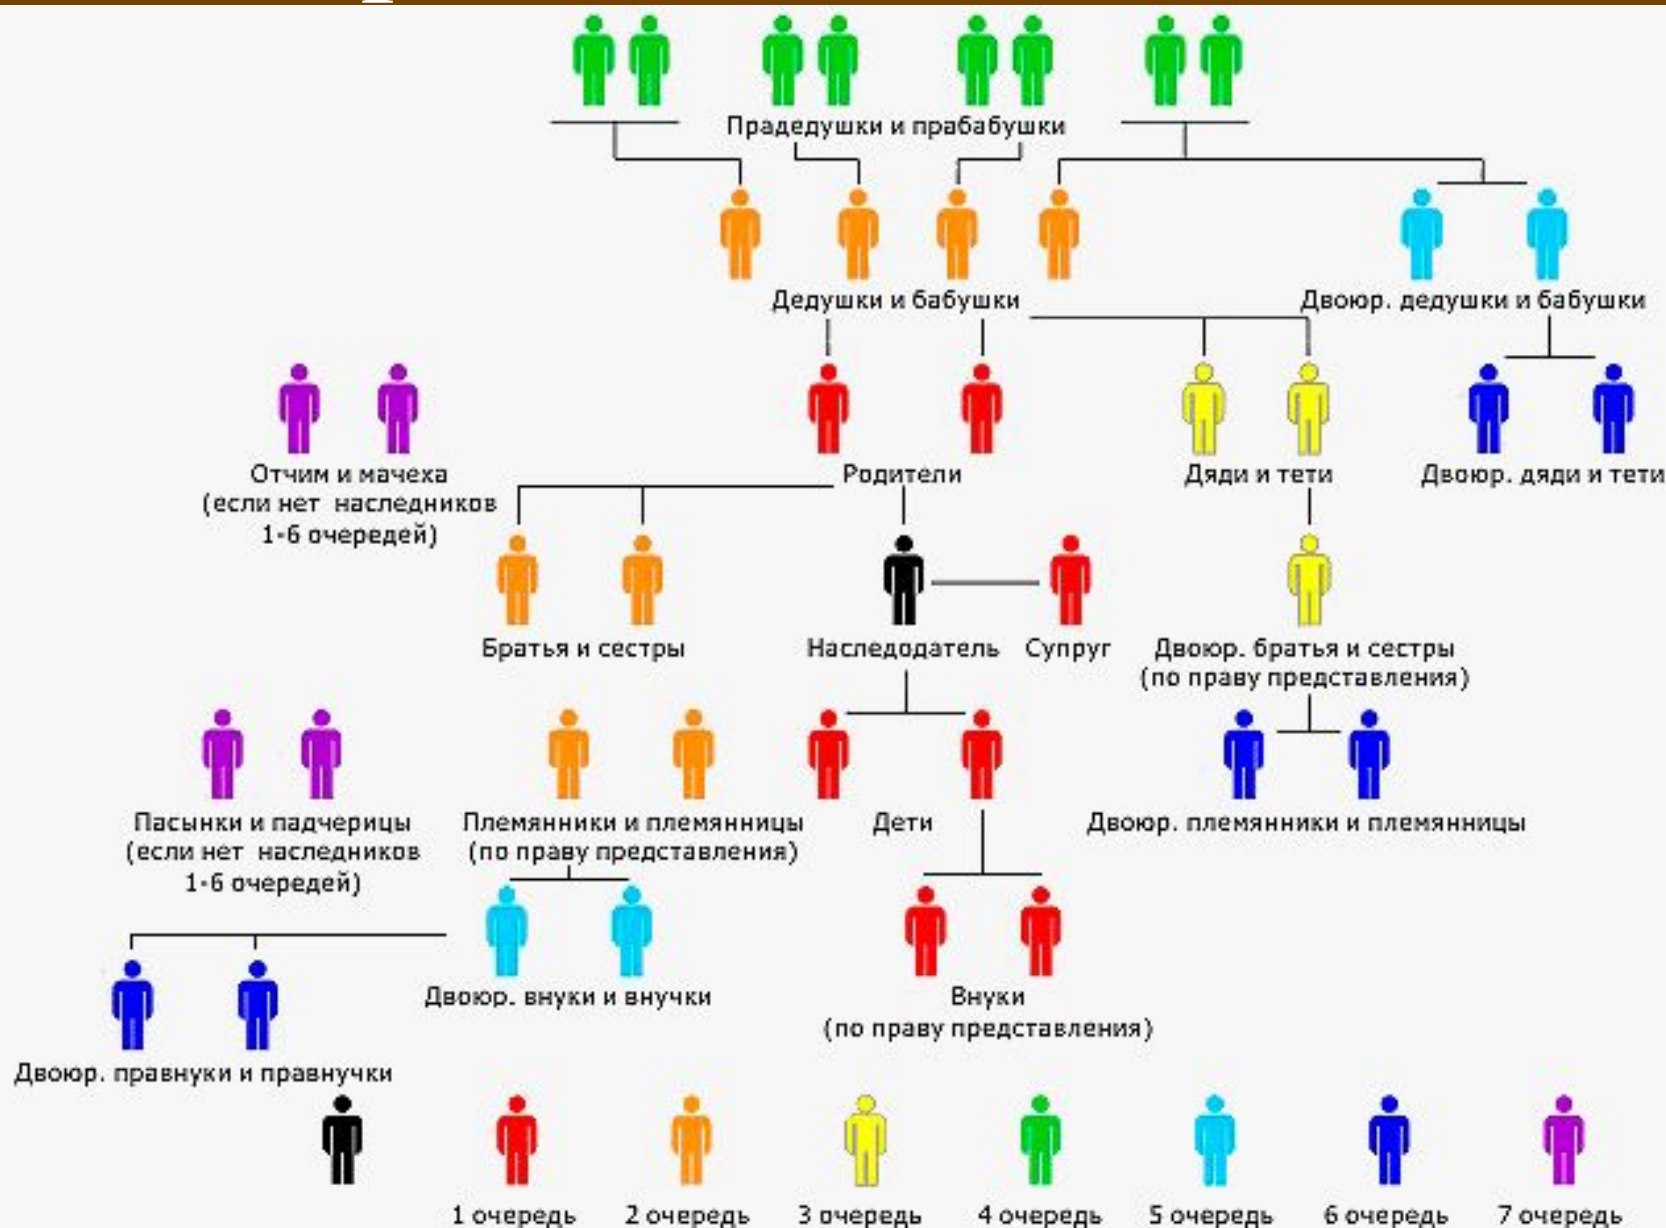 Прадедушки и прабабушки
Дедушки и бабушки
Двоюр. дедушки и бабушки
Отчим и мачеха
(если нет наследников
1-6 очередей)
Родители
Дяди и тети
Двоюр. дяди и тети
Братья и сестры
Наследодатель
Супруг
Двоюр. братья и сестры
(по праву представления)
Пасынки и падчерицы
(если нет наследников
1-6 очередей)
Племянники и племянницы
(по праву представления)
Дети
Двоюр. племянники и племянницы
Двоюр. внуки и внучки
Внуки
(по праву представления)
Двоюр. правнуки и правнучки
1 очередь
2 очередь
3 очередь
4 очередь
5 очередь
6 очередь
7 очередь